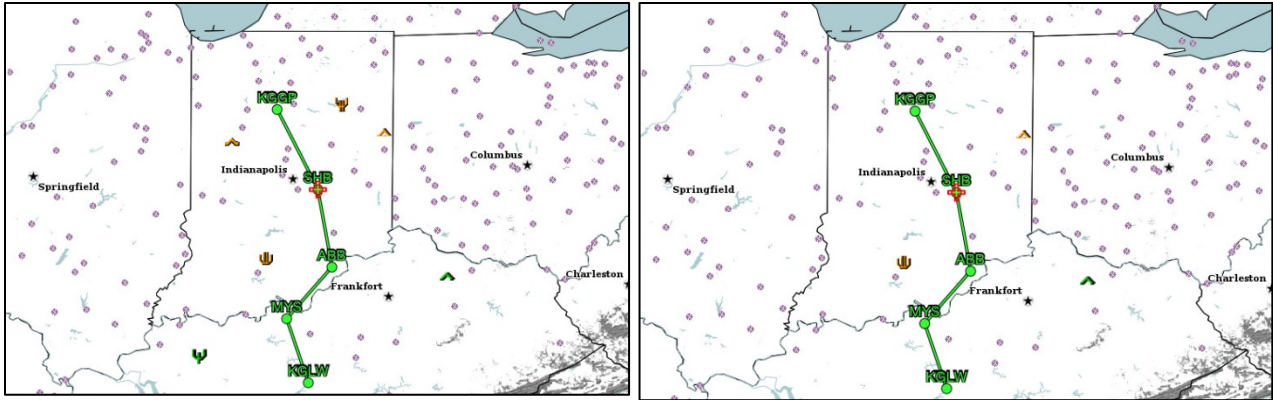 KGGP
Indianapolis
SHB
Columbus
Springfield
ABB
Charleston
Frankfort
MYS
KGLW
KGGP
Indianapolis
SHB
Columbus
Springfield
ABB
Charleston
Frankfort
MYS
KGLW